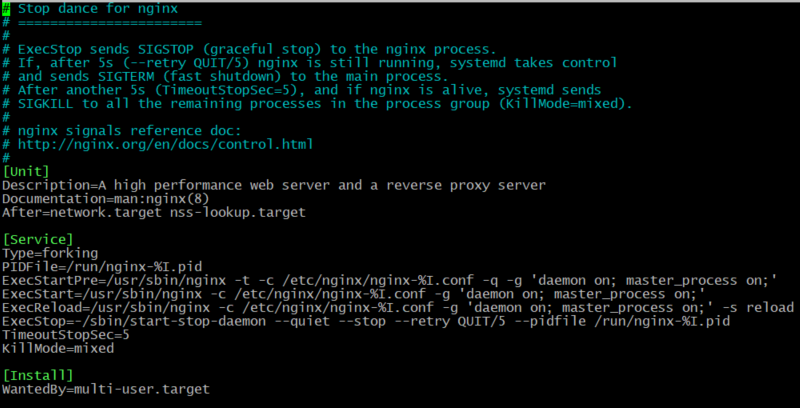 # Stop dance for nginx
# =======================
#
# ExecStop sends SIGSTOP (graceful stop) to the nginx process.
# If, after 5s (--retry QUIT/5) nginx is still running, systemd takes control
# and sends SIGTERM (fast shutdown) to the main process.
# After another 5s (TimeoutStopSec=5), and if nginx is alive, systemd sends
# SIGKILL to all the remaining processes in the process group (KillMode=mixed).
#
# nginx signals reference doc:
# http://nginx.org/en/docs/control.html
#
[Unit]
Description=A high performance web server and a reverse proxy server
Documentation=man:nginx(8)
After=network.target nss-lookup.target

[Service]
Type=forking
PIDFile=/run/nginx-%I.pid
ExecStartPre=/usr/sbin/nginx -t -c /etc/nginx/nginx-%I.conf -q -g 'daemon on; master_process on;'
ExecStart=/usr/sbin/nginx -c /etc/nginx/nginx-%I.conf -g 'daemon on; master_process on;'
ExecReload=/usr/sbin/nginx -c /etc/nginx/nginx-%I.conf -g 'daemon on; master_process on;' -s reload
ExecStop=-/sbin/start-stop-daemon --quiet --stop --retry QUIT/5 --pidfile /run/nginx-%I.pid
TimeoutStopSec=5
KillMode=mixed

[Install]
WantedBy=multi-user.target